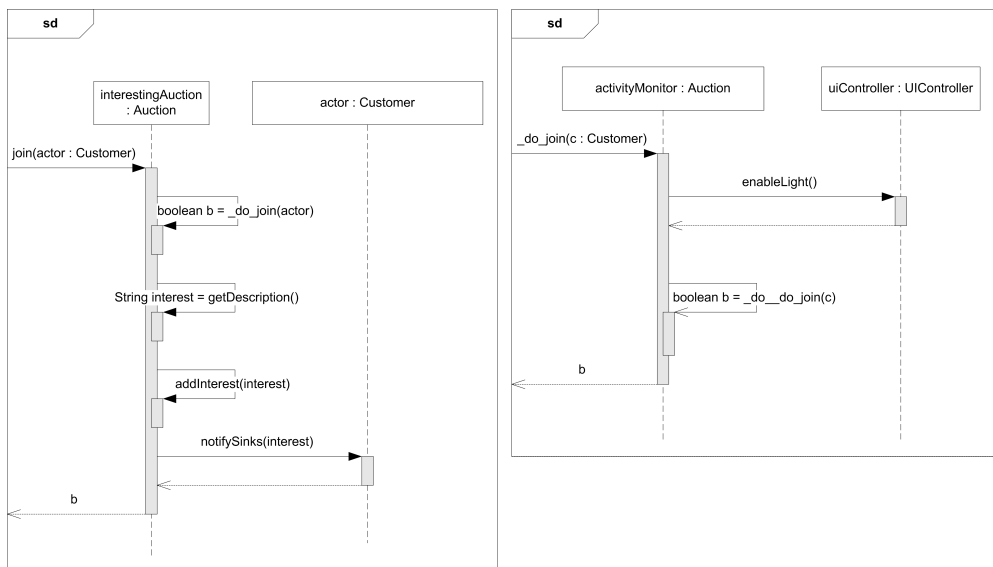 sd
interestingAuction
: Auction
actor : Customer
join(actor : Customer)
boolean b = _do_join(actor)
String interest = getDescription()
addInterest(interest)
notifySinks(interest)
b
sd
activityMonitor : Auction
uiController : UIController
_do_join(c : Customer)
enableLight()
boolean b = _do__do_join(c)
b